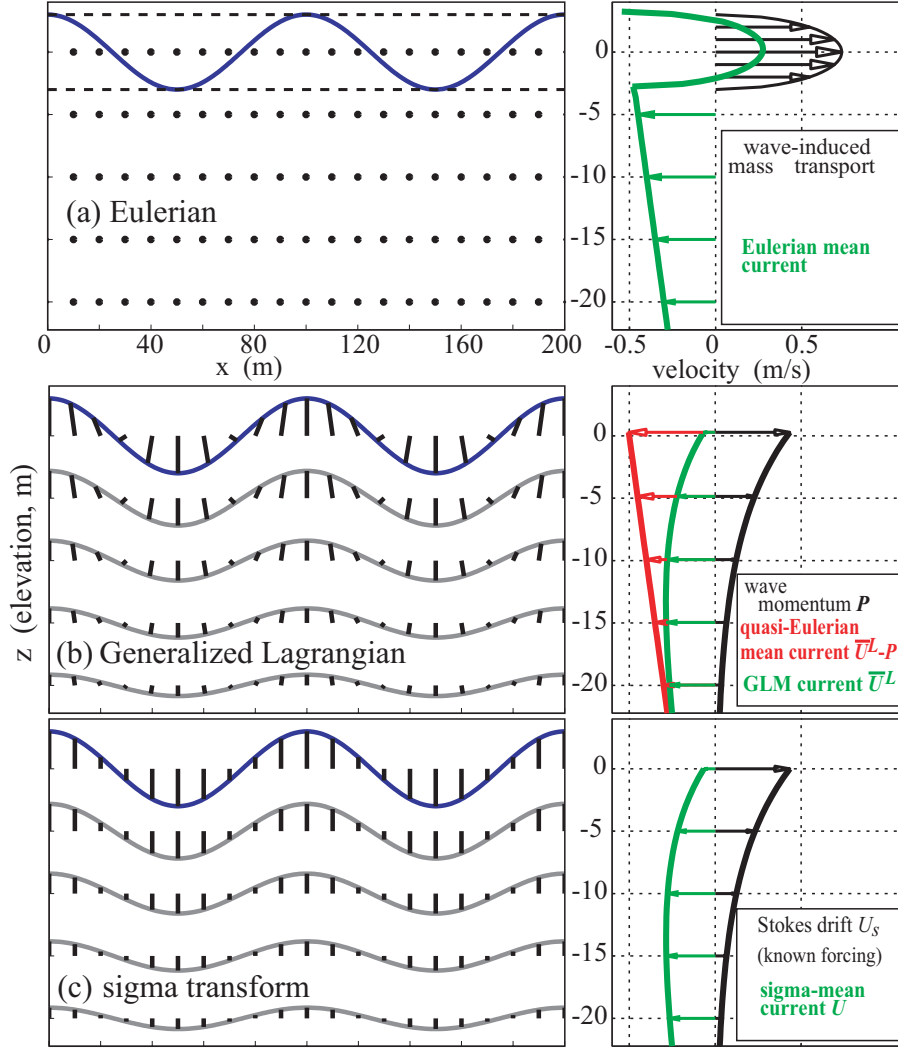 0
-5
-10
-15
-20
(a) Eulerian
wave-induced
mass transport
Eulerian mean
current
0 40 80 120 160 200
x (m)
-0.5 0 0.5
velocity (m/s)
z (elevation, m)
0
-5
-10
-15
-20
(b) Generalized Lagrangian
wave
momentum P
quasi-Eulerian
mean current U̅ᴸ-P
GLM current U̅ᴸ
0
-5
-10
-15
-20
(c) sigma transform
Stokes drift Uₛ
(known forcing)
sigma-mean
current U